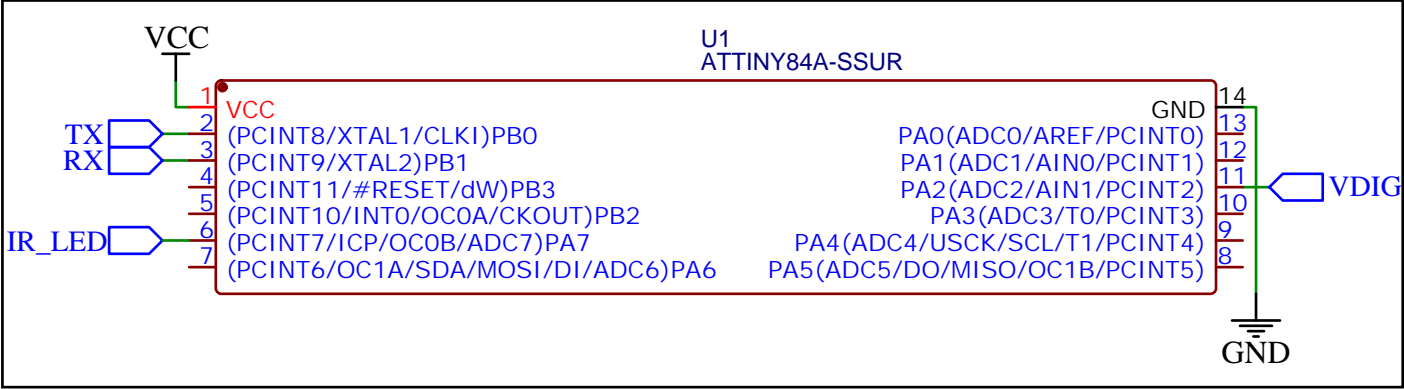 VCC
U1
ATTINY84A-SSUR
1 VCC
GND 14
TX 2 (PCINT8/XTAL1/CLKI)PB0
PA0(ADC0/AREF/PCINT0) 13
RX 3 (PCINT9/XTAL2)PB1
PA1(ADC1/AIN0/PCINT1) 12
4 (PCINT11/#RESET/dW)PB3
PA2(ADC2/AIN1/PCINT2) 11 VDIG
5 (PCINT10/INT0/OC0A/CKOUT)PB2
PA3(ADC3/T0/PCINT3) 10
IR_LED 6 (PCINT7/ICP/OC0B/ADC7)PA7
PA4(ADC4/USCK/SCL/T1/PCINT4) 9
7 (PCINT6/OC1A/SDA/MOSI/DI/ADC6)PA6
PA5(ADC5/DO/MISO/OC1B/PCINT5) 8
GND